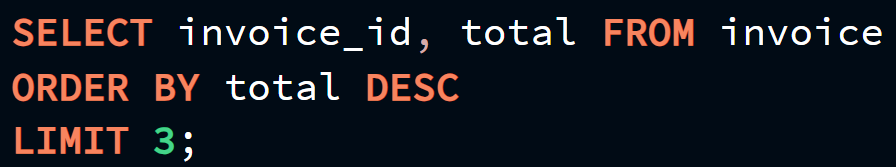 SELECT invoice_id, total FROM invoice
ORDER BY total DESC
LIMIT 3;